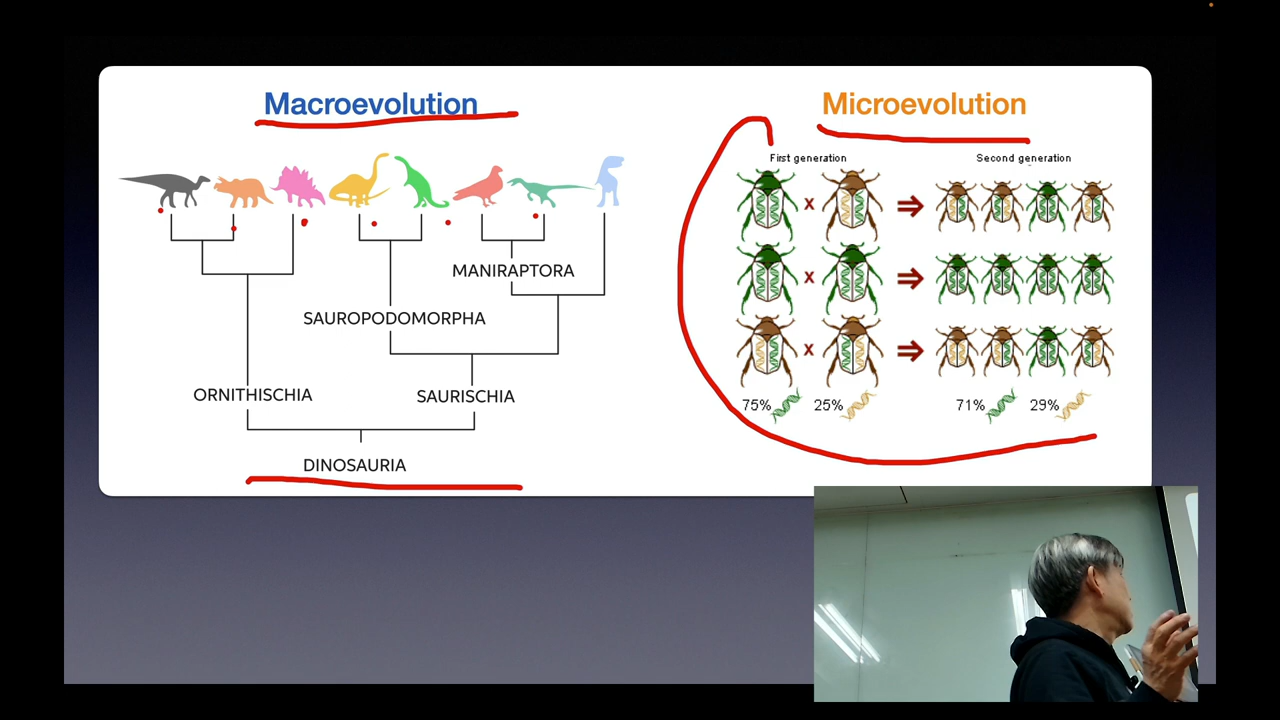 Macroevolution
MANIRAPTORA
SAUROPODOMORPHA
ORNITHISCHIA
SAURISCHIA
DINOSAURIA
Microevolution
First generation
Second generation
x
x
x
75% 25%
71% 29%